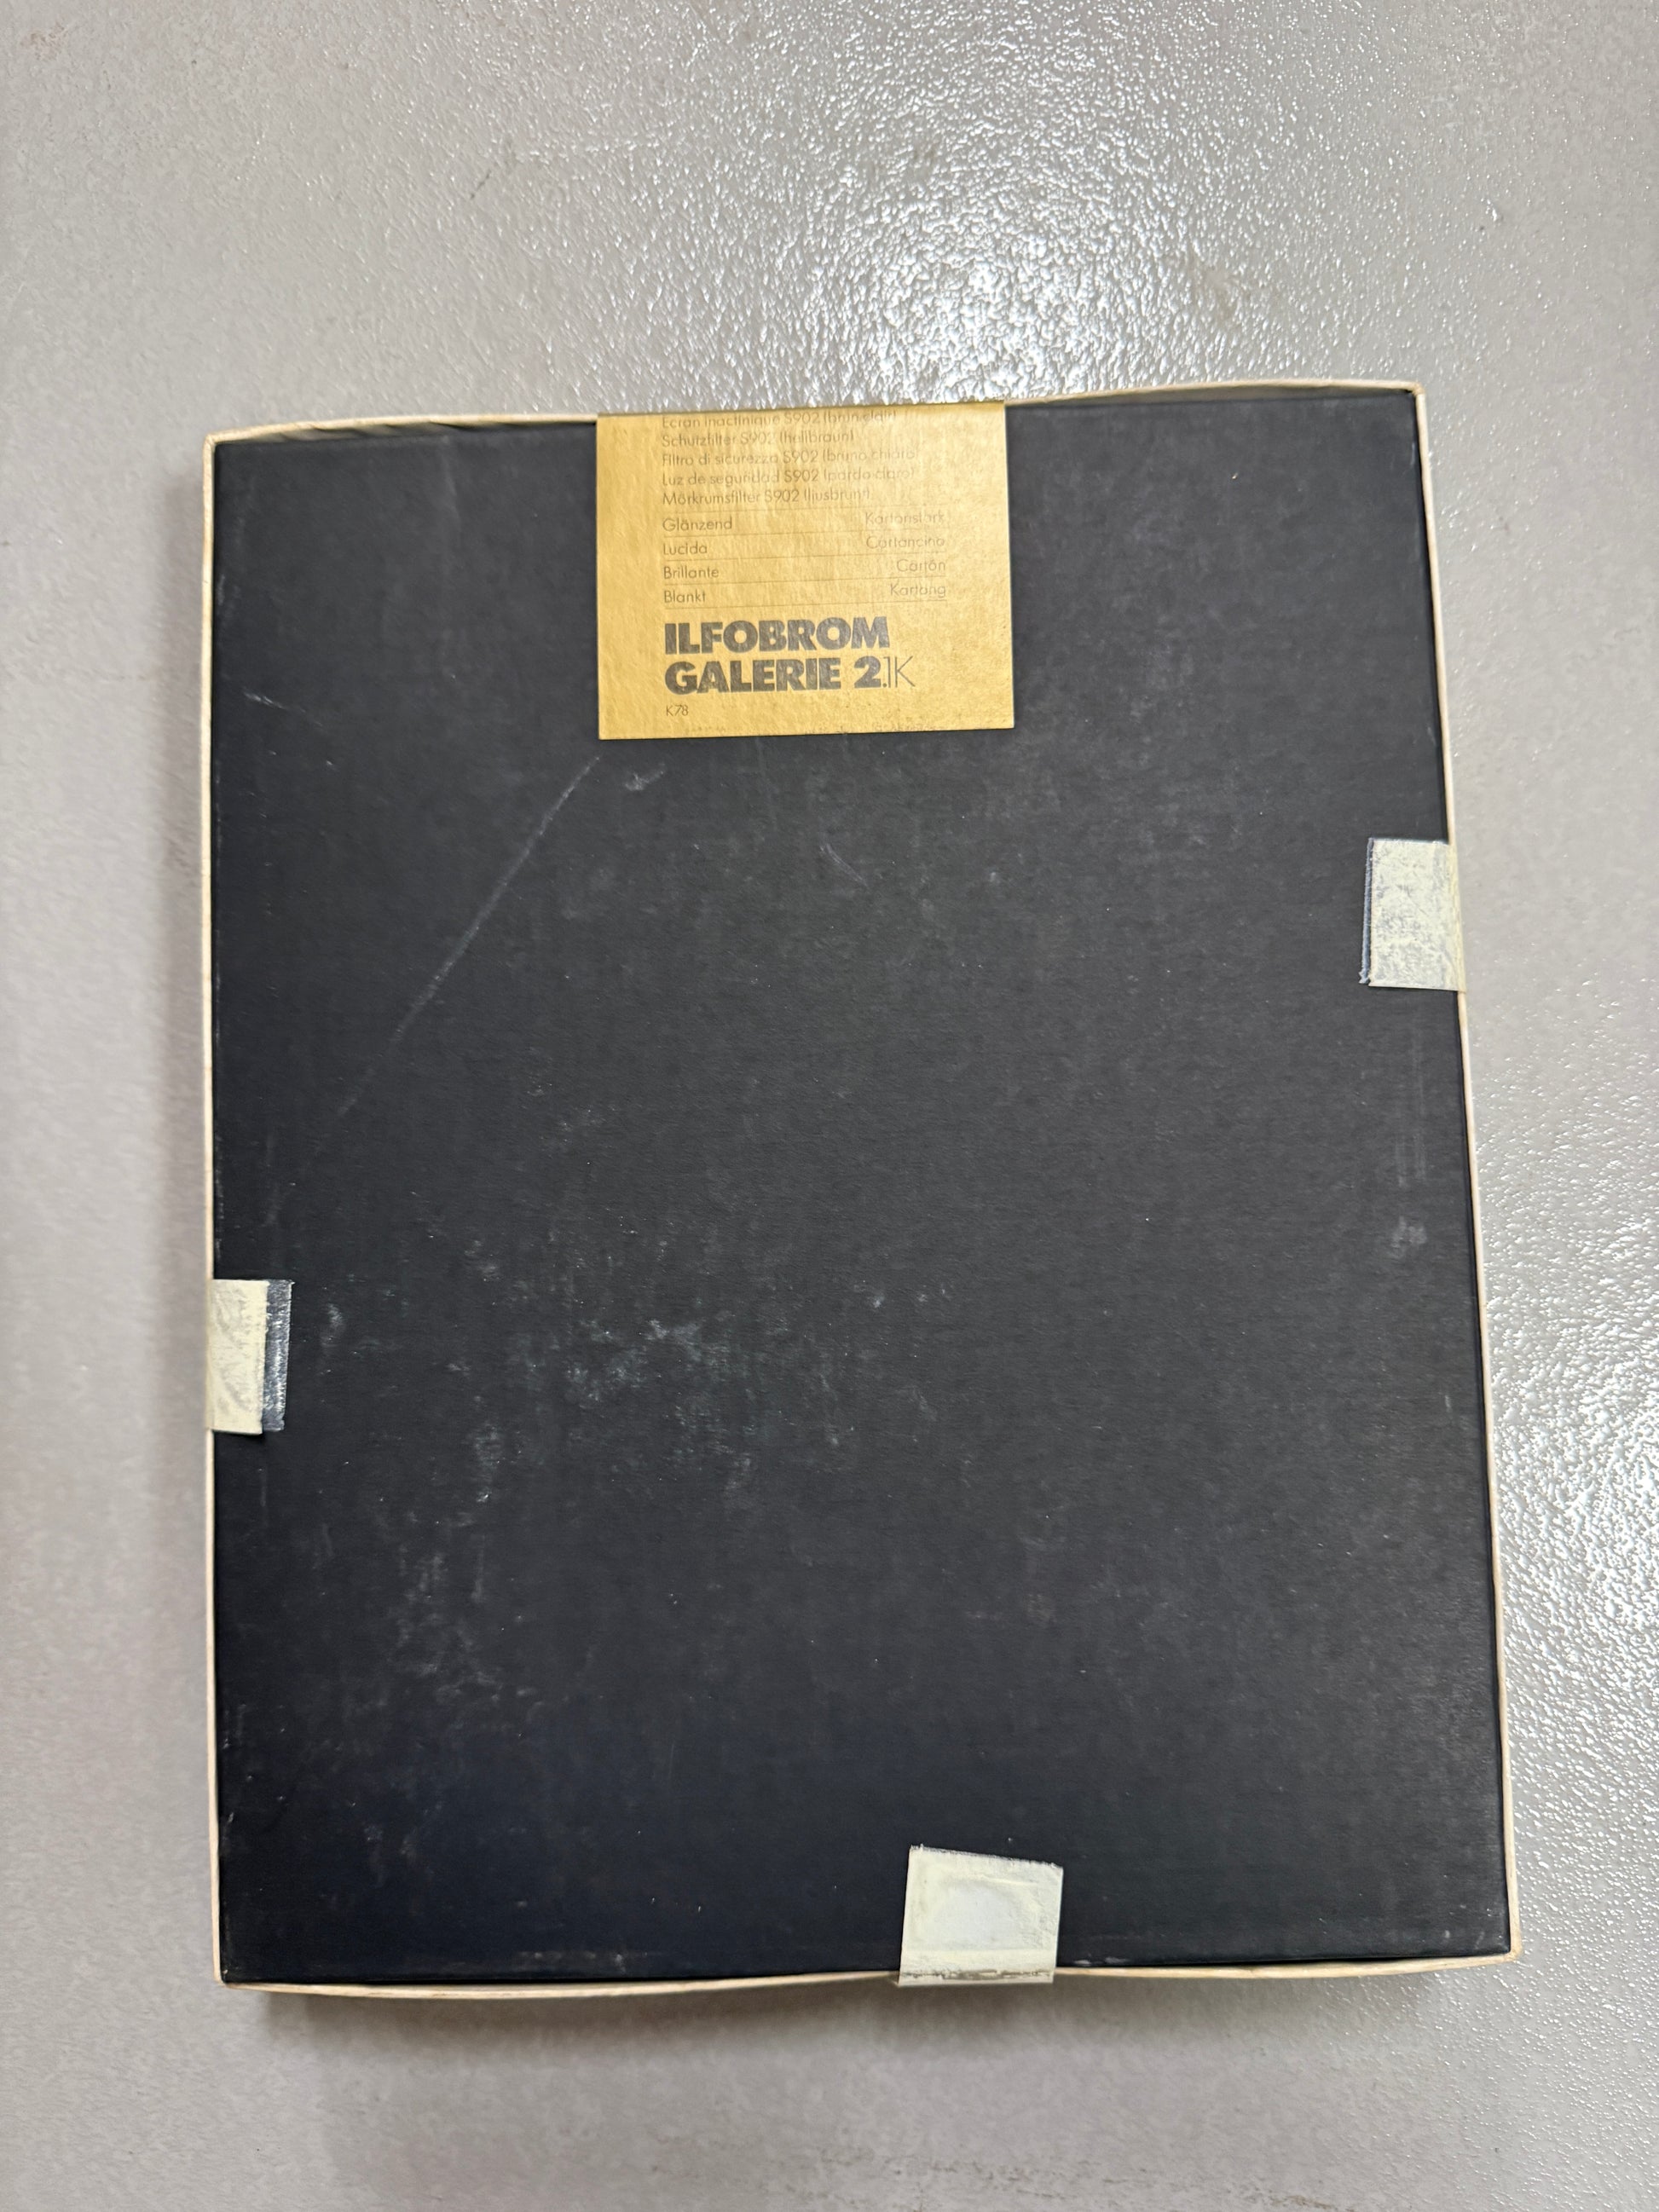 Ecran inactinique S902 (brun clair)
Schutzfilter S902 (hellbraun)
Filtro di sicurezza S902 (bruno chiaro)
Luz de seguridad S902 (pardo claro)
Mörkrumsfilter S902 (ljusbrunt)
Glänzend Kartonstark
Lucida Cartoncino
Brillante Cartón
Blankt Kartong
ILFOBROM
GALERIE 2.1K
K78